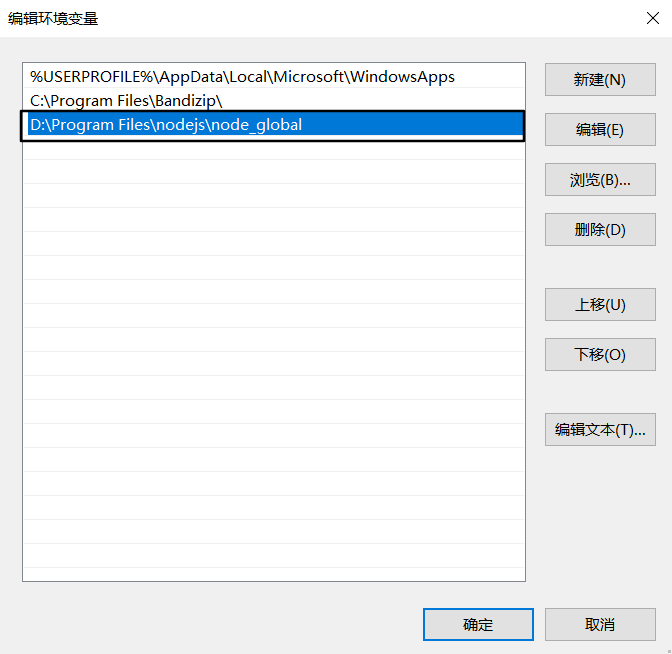 编辑环境变量
%USERPROFILE%\AppData\Local\Microsoft\WindowsApps
C:\Program Files\Bandizip\
D:\Program Files\nodejs\node_global
新建(N)
编辑(E)
浏览(B)...
删除(D)
上移(U)
下移(O)
编辑文本(T)...
确定
取消